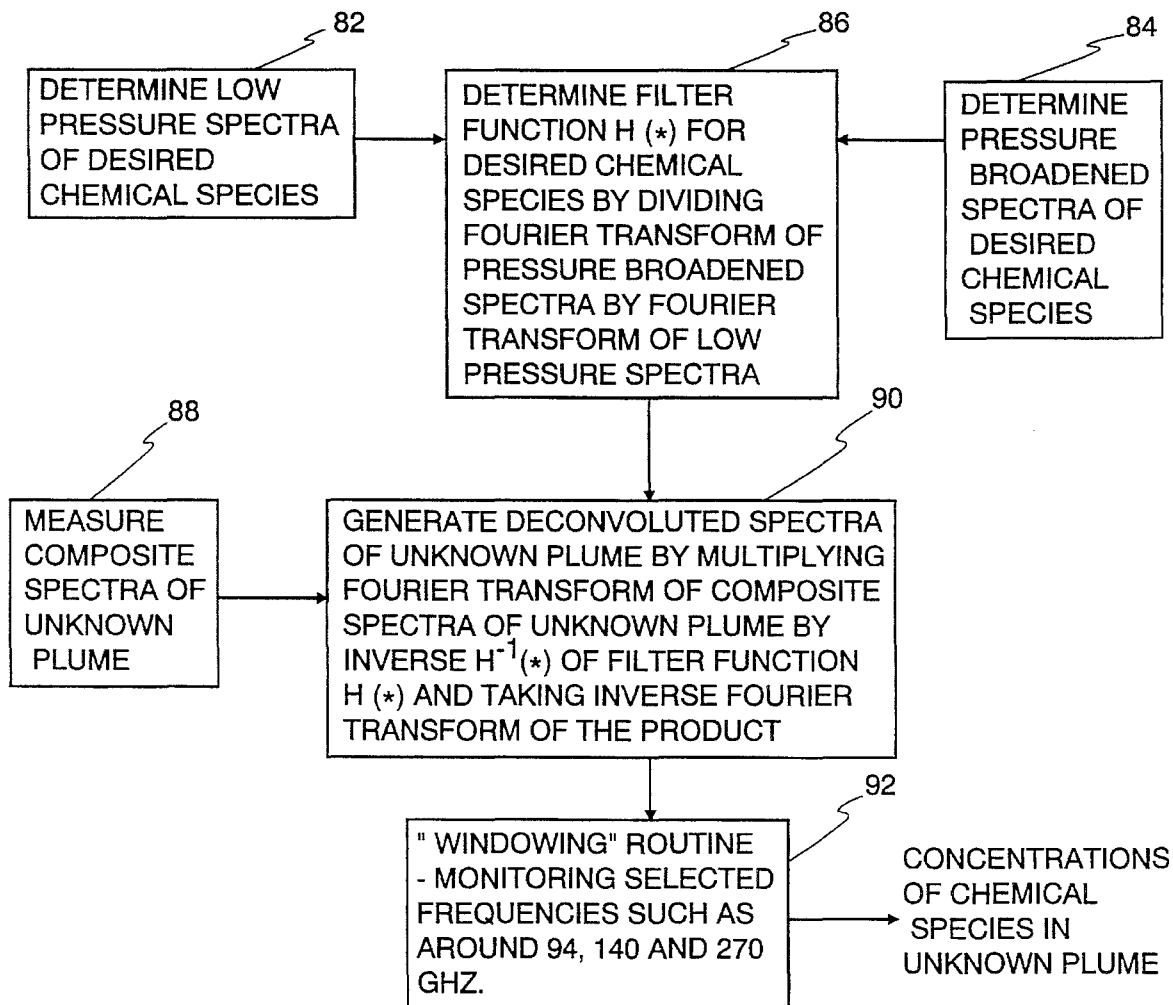 82
DETERMINE LOW
PRESSURE SPECTRA
OF DESIRED
CHEMICAL SPECIES
86
DETERMINE FILTER
FUNCTION H (*) FOR
DESIRED CHEMICAL
SPECIES BY DIVIDING
FOURIER TRANSFORM OF
PRESSURE BROADENED
SPECTRA BY FOURIER
TRANSFORM OF LOW
PRESSURE SPECTRA
84
DETERMINE
PRESSURE
BROADENED
SPECTRA OF
DESIRED
CHEMICAL
SPECIES
88
MEASURE
COMPOSITE
SPECTRA OF
UNKNOWN
PLUME
90
GENERATE DECONVOLUTED SPECTRA
OF UNKNOWN PLUME BY MULTIPLYING
FOURIER TRANSFORM OF COMPOSITE
SPECTRA OF UNKNOWN PLUME BY
INVERSE H⁻¹(*) OF FILTER FUNCTION
H (*) AND TAKING INVERSE FOURIER
TRANSFORM OF THE PRODUCT
92
" WINDOWING" ROUTINE
- MONITORING SELECTED
FREQUENCIES SUCH AS
AROUND 94, 140 AND 270
GHZ.
CONCENTRATIONS
OF CHEMICAL
SPECIES IN
UNKNOWN PLUME